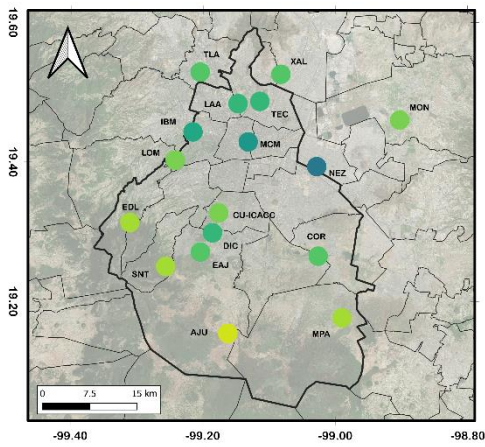 19.60
19.40
19.20
TLA
XAL
LAA
TEC
MON
IBM
MCM
LOM
NEZ
EDL
CU-ICACC
DIC
COR
EAJ
SNT
AJU
MPA
0 7.5 15 km
-99.40 -99.20 -99.00 -98.80